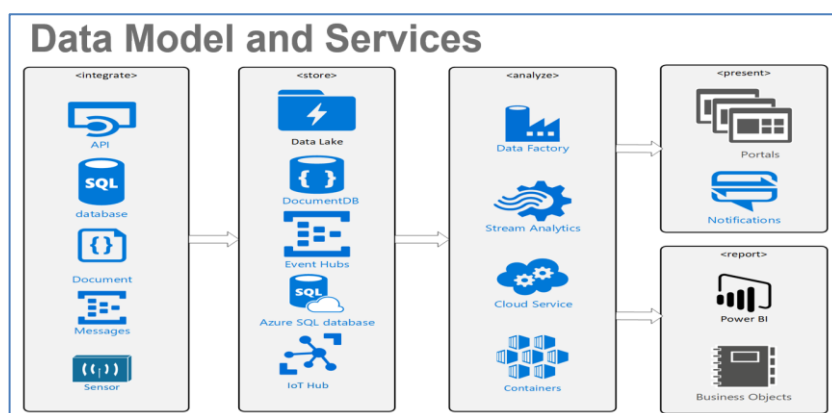 Data Model and Services
<integrate>
API
SQL
database
Document
Messages
Sensor
<store>
Data Lake
DocumentDB
Event Hubs
SQL
Azure SQL database
IoT Hub
<analyze>
Data Factory
Stream Analytics
Cloud Service
Containers
<present>
Portals
Notifications
<report>
Power BI
Business Objects